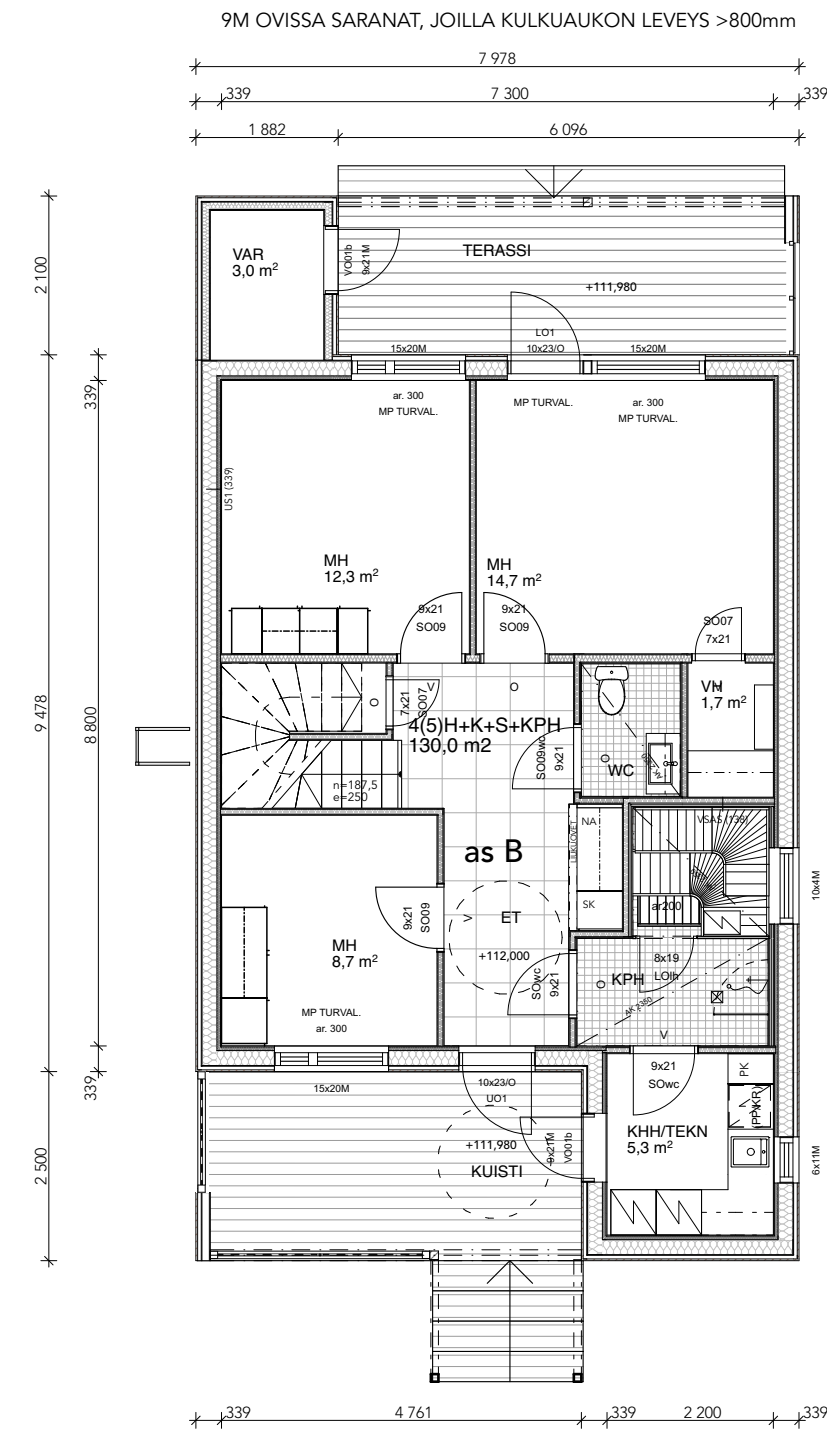 9M OVISSA SARANAT, JOILLA KULKUAUKON LEVEYS >800mm
7 978
339
7 300
339
1 882
6 096
2 100
VAR
3,0 m²
VO01b
9x21M
TERASSI
+111,980
LO1
15x20M
10x23/O
15x20M
339
ar. 300
MP TURVAL.
MP TURVAL.
ar. 300
MP TURVAL.
US1 (339)
MH
12,3 m²
MH
14,7 m²
9x21
SO09
9x21
SO09
SO07
7x21
9 478
8 800
7x21
SO07
V
4(5)H+K+S+KPH
130,0 m2
SO09wc
9x21
WC
VH
1,7 m²
n=187,5
e=250
VSAS (138)
as B
LIUKUOVET
NA
SK
10x4M
ar200
9x21
SO09
ET
+112,000
V
MH
8,7 m²
SOwc
9x21
KPH
8x19
LOlh
AK 2350
V
MP TURVAL.
ar. 300
339
15x20M
10x23/O
UO1
9x21
SOwc
PK
(PP/KR)
+111,980
KUISTI
9x21M
VO01b
KHH/TEKN
5,3 m²
6x11M
2 500
339
4 761
339
2 200
339